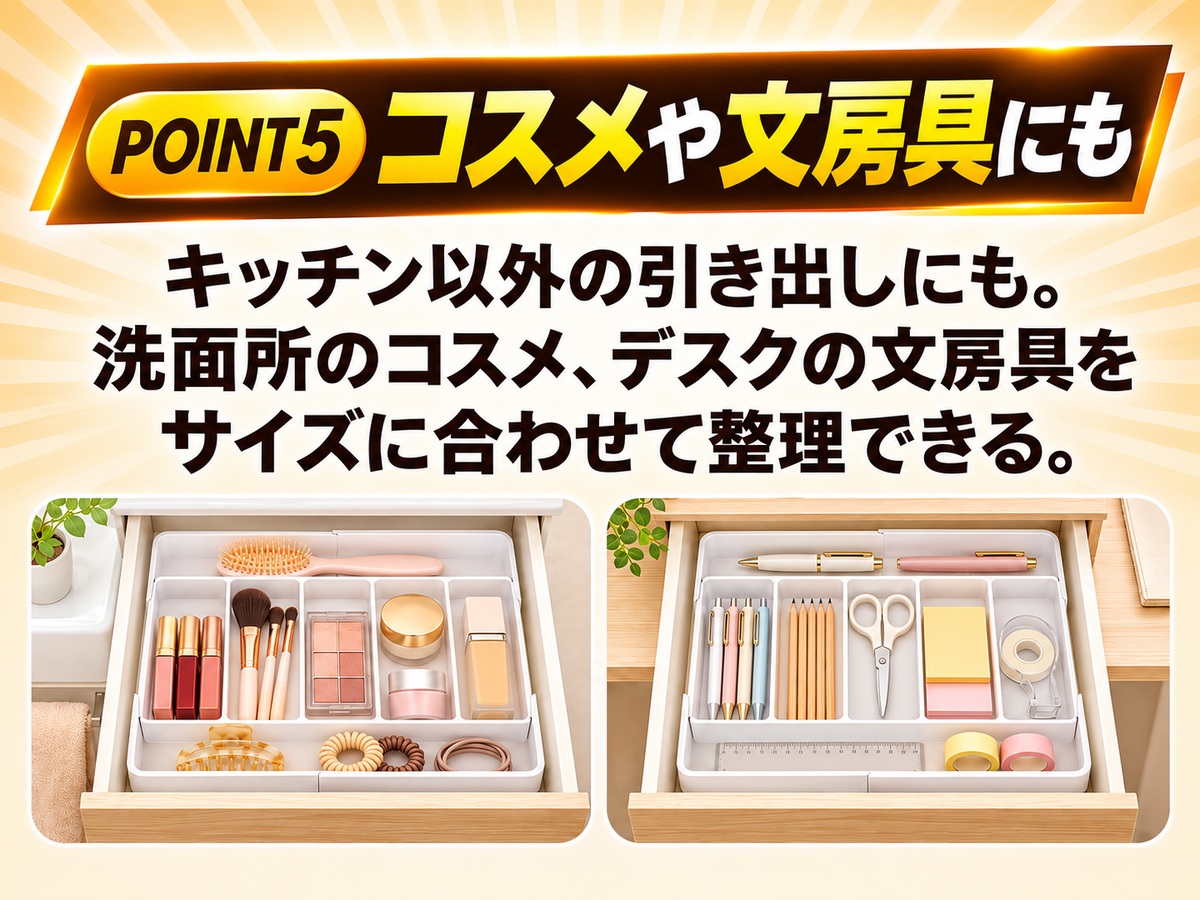 POINT5 コスメや文房具にも
キッチン以外の引き出しにも。
洗面所のコスメ、デスクの文房具を
サイズに合わせて整理できる。